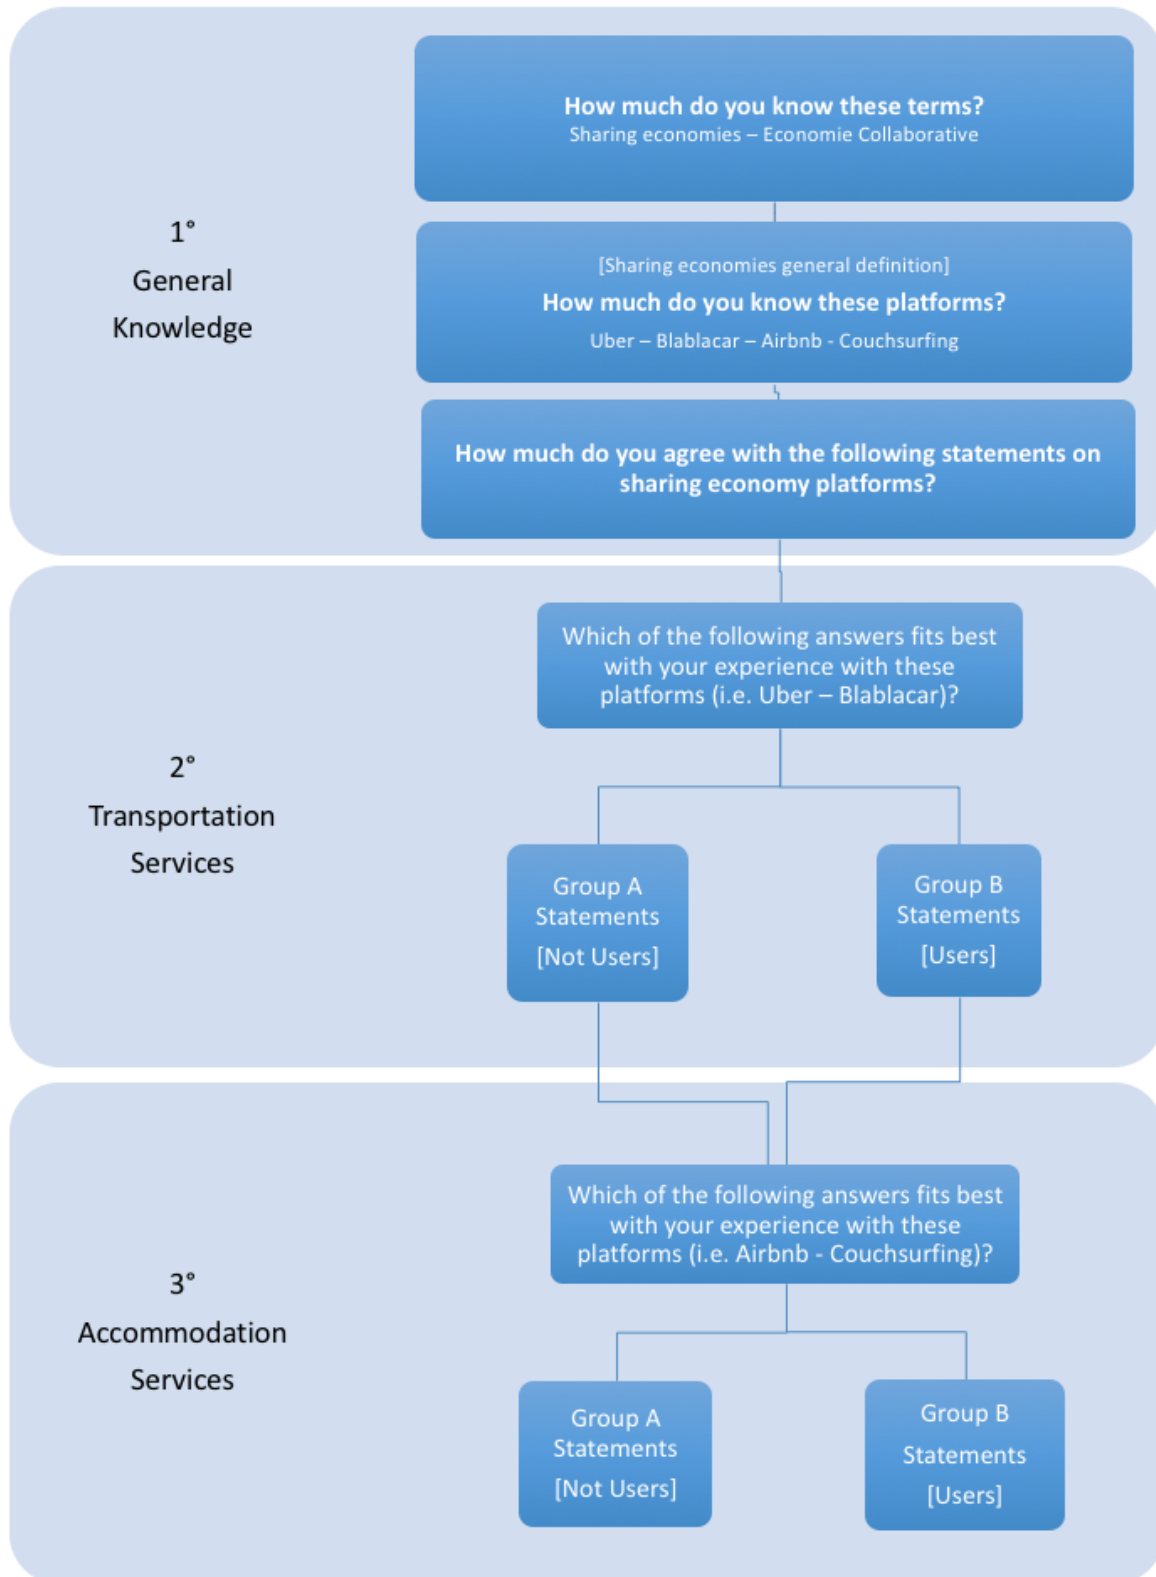 How much do you know these terms?
Sharing economies – Economie Collaborative
1°
General
Knowledge
[Sharing economies general definition]
How much do you know these platforms?
Uber – Blablacar – Airbnb - Couchsurfing
How much do you agree with the following statements on
sharing economy platforms?
2°
Transportation
Services
Which of the following answers fits best
with your experience with these
platforms (i.e. Uber – Blablacar)?
Group A
Statements
[Not Users]
Group B
Statements
[Users]
3°
Accommodation
Services
Which of the following answers fits best
with your experience with these
platforms (i.e. Airbnb - Couchsurfing)?
Group A
Statements
[Not Users]
Group B
Statements
[Users]